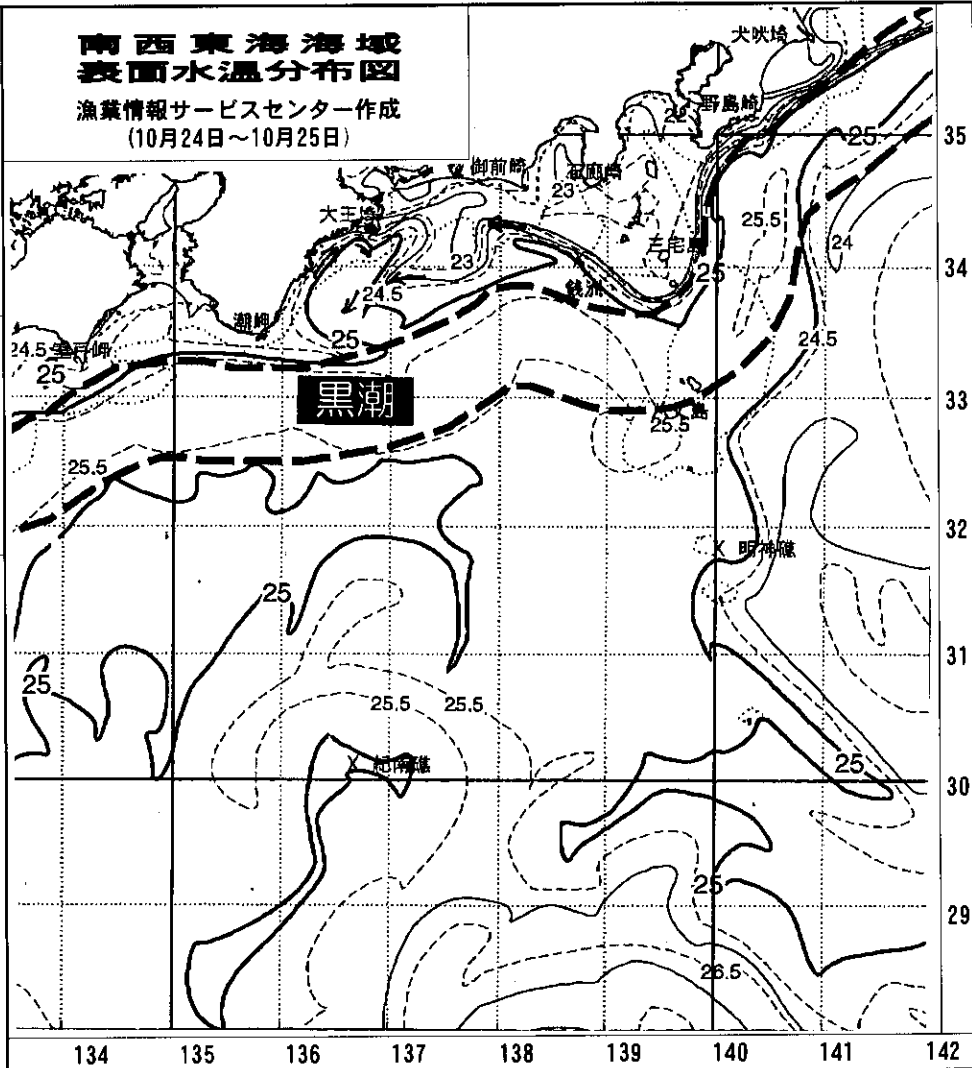 南西東海海域
表面水温分布図
漁業情報サービスセンター作成
(10月24日～10月25日)
犬吠埼
野島崎
22
25
35
御前崎
石廊崎
23
大王埼
25.5
24
三宅島
23
25
34
24.5
銭洲
潮岬
25
24.5
24.5
室戸岬
25
黒潮
33
25.5
25.5
32
明神礁
25
31
25
25.5
25.5
紀南礁
25
30
25
29
26.5
134
135
136
137
138
139
140
141
142